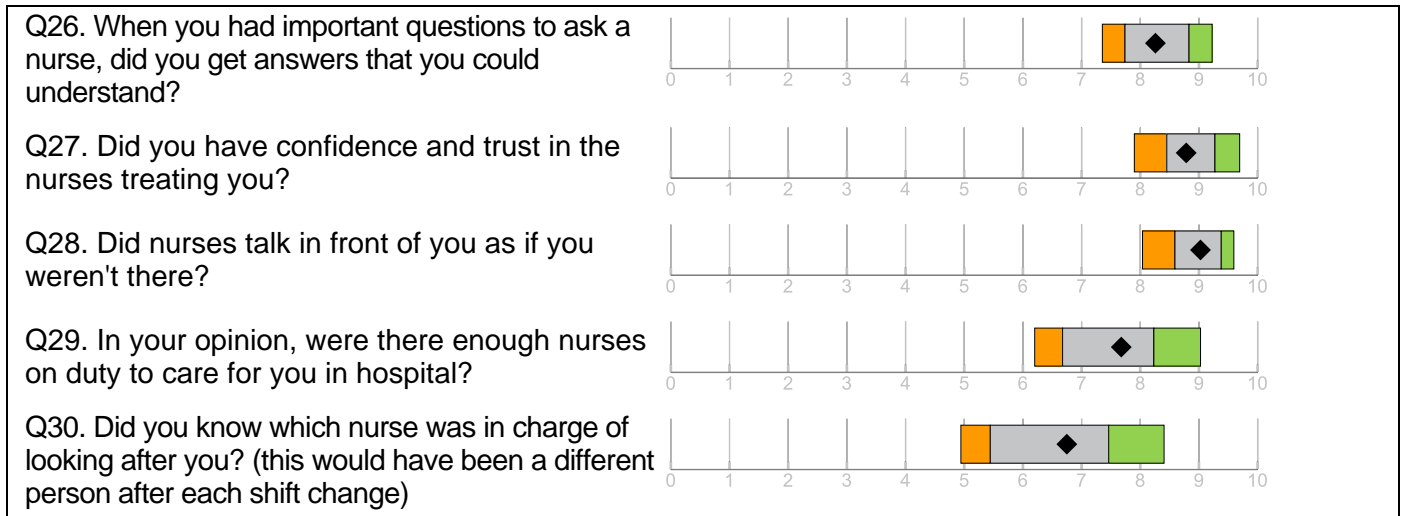 Q26. When you had important questions to ask a
nurse, did you get answers that you could
understand?
0 1 2 3 4 5 6 7 8 9 10
Q27. Did you have confidence and trust in the
nurses treating you?
0 1 2 3 4 5 6 7 8 9 10
Q28. Did nurses talk in front of you as if you
weren't there?
0 1 2 3 4 5 6 7 8 9 10
Q29. In your opinion, were there enough nurses
on duty to care for you in hospital?
0 1 2 3 4 5 6 7 8 9 10
Q30. Did you know which nurse was in charge of
looking after you? (this would have been a different
person after each shift change)
0 1 2 3 4 5 6 7 8 9 10